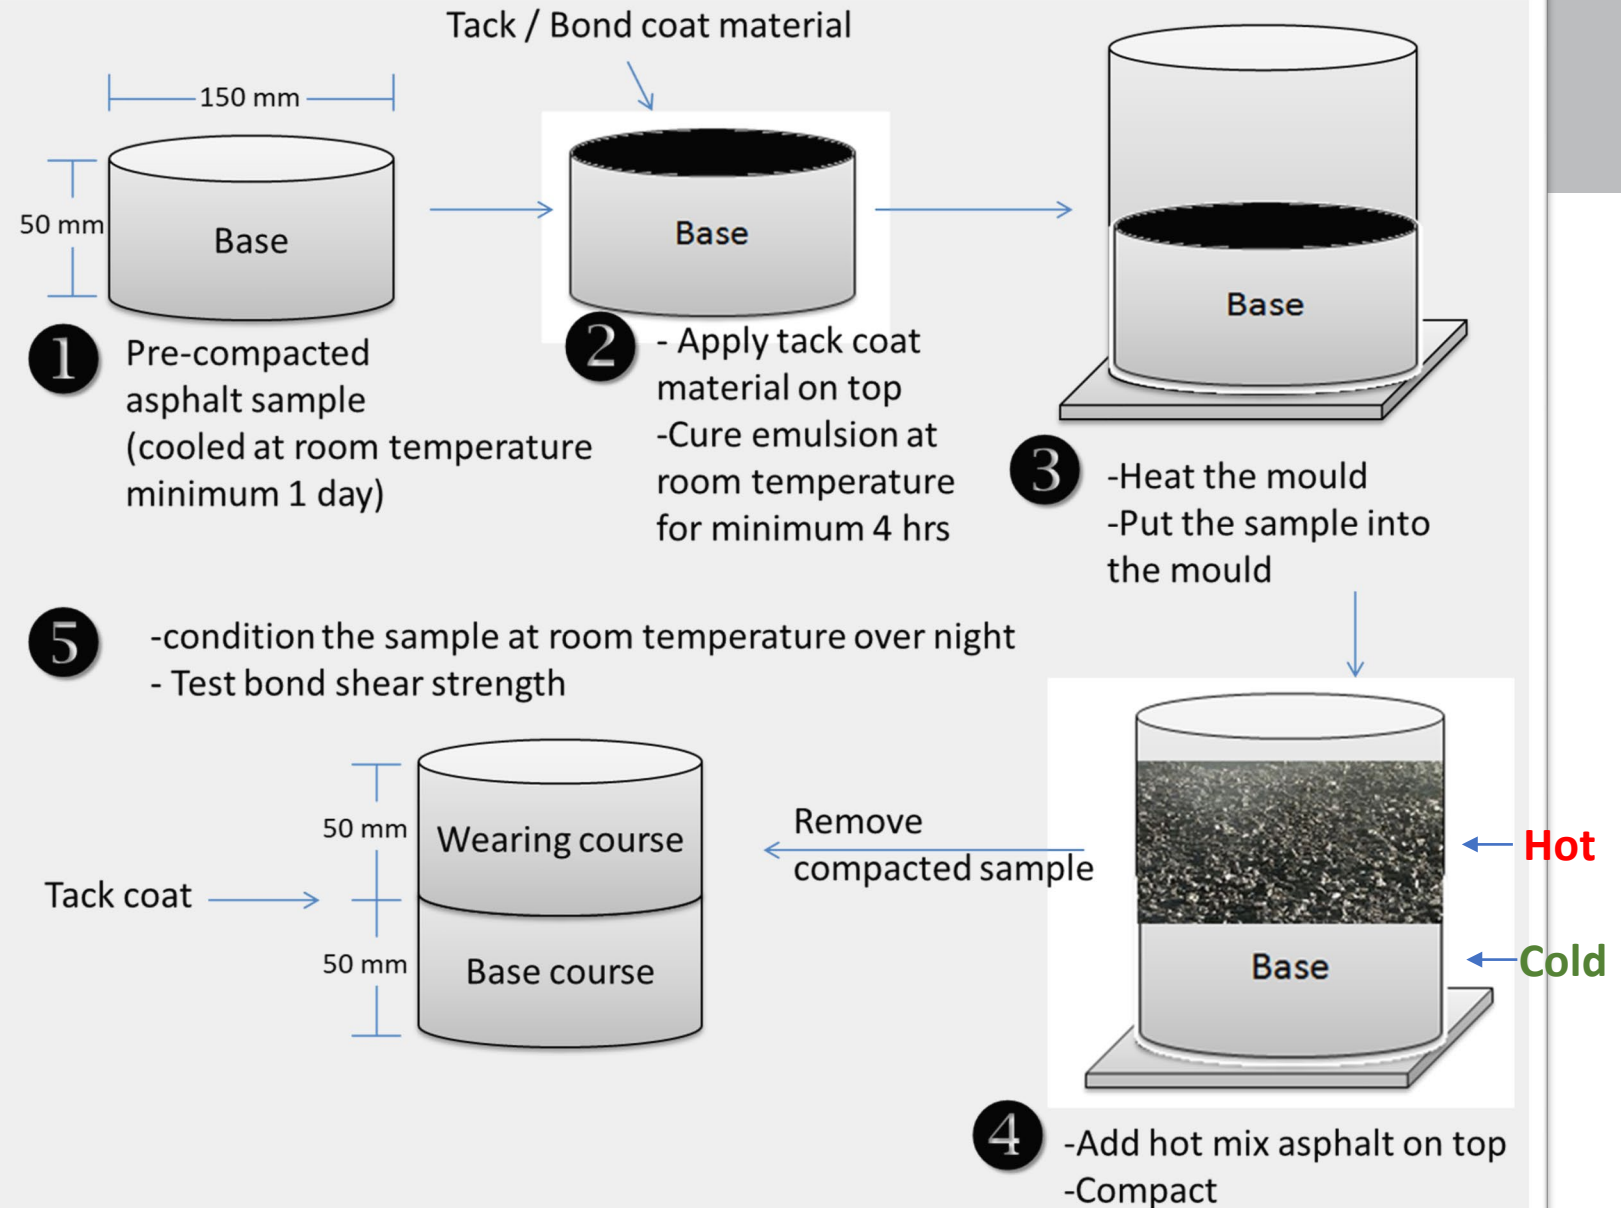 Tack / Bond coat material
150 mm
50 mm
Base
Base
Base
1
Pre-compacted
asphalt sample
(cooled at room temperature
minimum 1 day)
2
- Apply tack coat
material on top
-Cure emulsion at
room temperature
for minimum 4 hrs
3
-Heat the mould
-Put the sample into
the mould
5
-condition the sample at room temperature over night
- Test bond shear strength
50 mm
Wearing course
Tack coat
50 mm
Base course
Remove
compacted sample
Hot
Base
Cold
4
-Add hot mix asphalt on top
-Compact